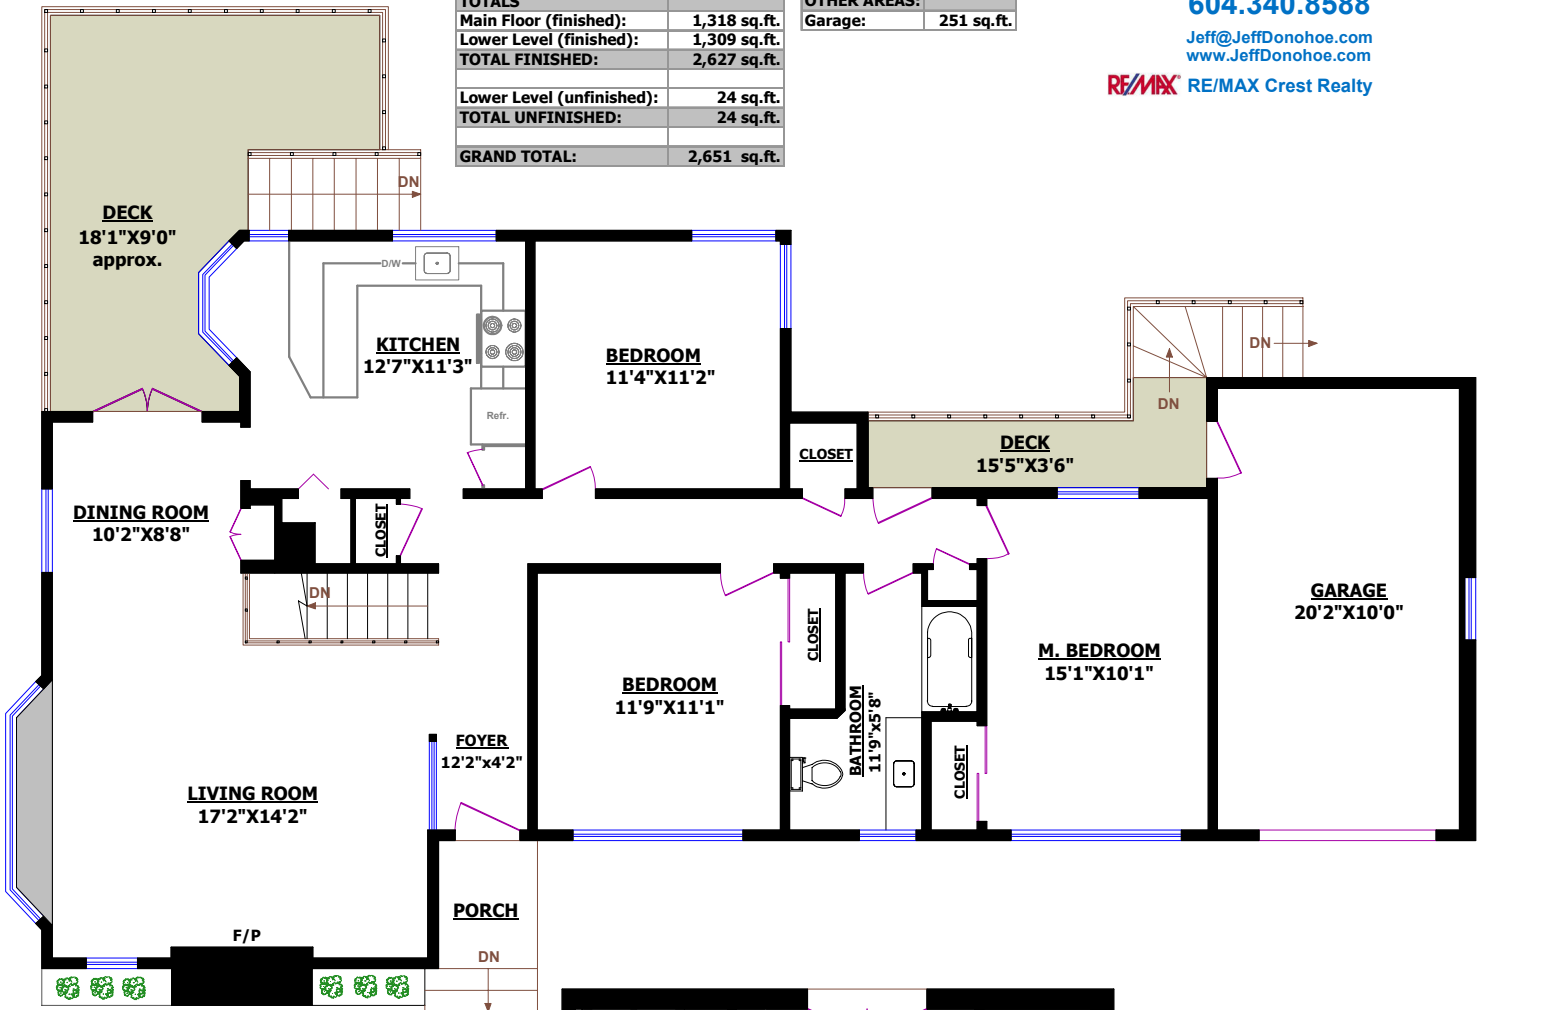 TOTALS
Main Floor (finished): 1,318 sq.ft.
Lower Level (finished): 1,309 sq.ft.
TOTAL FINISHED: 2,627 sq.ft.
Lower Level (unfinished): 24 sq.ft.
TOTAL UNFINISHED: 24 sq.ft.
GRAND TOTAL: 2,651 sq.ft.
OTHER AREAS:
Garage: 251 sq.ft.
604.340.8588
Jeff@JeffDonohoe.com
www.JeffDonohoe.com
RE/MAX RE/MAX Crest Realty
DN
DECK
18'1"X9'0"
approx.
D/W
KITCHEN
12'7"X11'3"
Refr.
BEDROOM
11'4"X11'2"
DN
DN
CLOSET
DECK
15'5"X3'6"
DINING ROOM
10'2"X8'8"
CLOSET
DN
GARAGE
20'2"X10'0"
CLOSET
M. BEDROOM
15'1"X10'1"
BEDROOM
11'9"X11'1"
BATHROOM
11'9"x5'8"
CLOSET
FOYER
12'2"x4'2"
LIVING ROOM
17'2"X14'2"
PORCH
F/P
DN